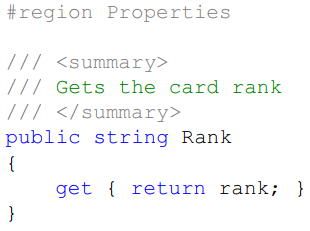 #region Properties
/// <summary>
/// Gets the card rank
/// </summary>
public string Rank
{
get { return rank; }
}